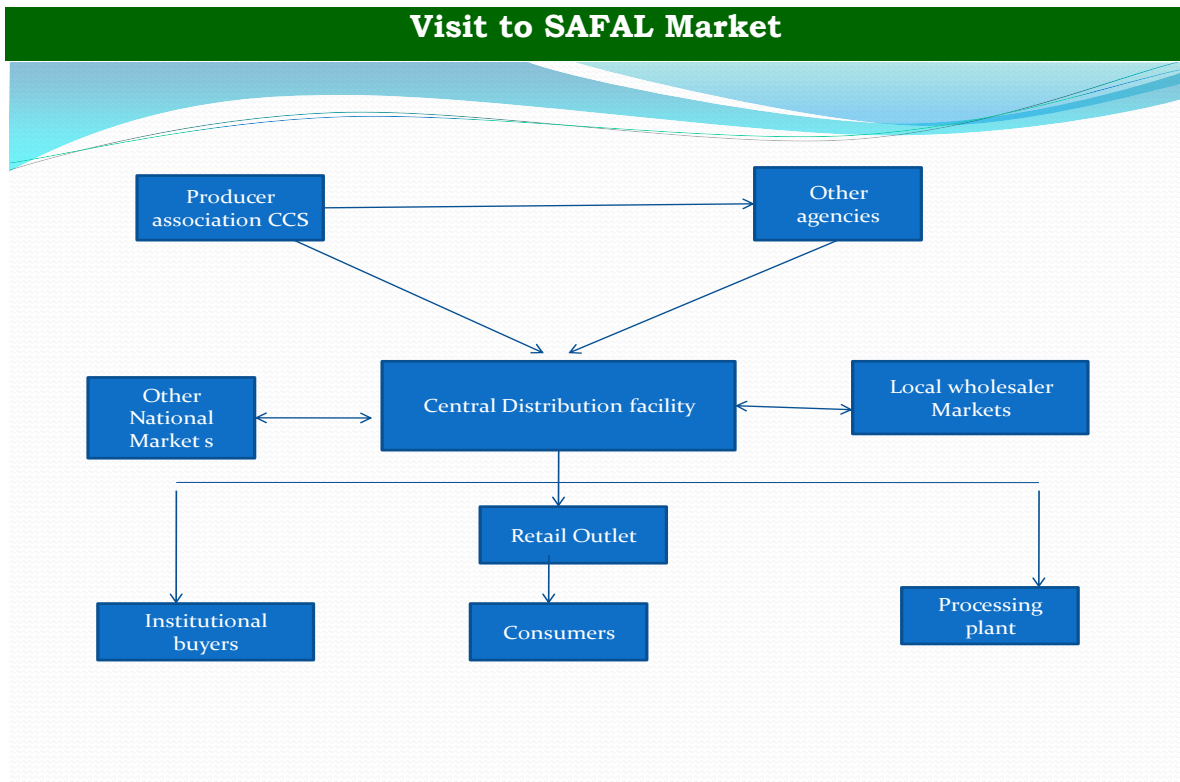 Visit to SAFAL Market
Producer
association CCS
Other
agencies
Other
National
Market s
Central Distribution facility
Local wholesaler
Markets
Retail Outlet
Institutional
buyers
Consumers
Processing
plant